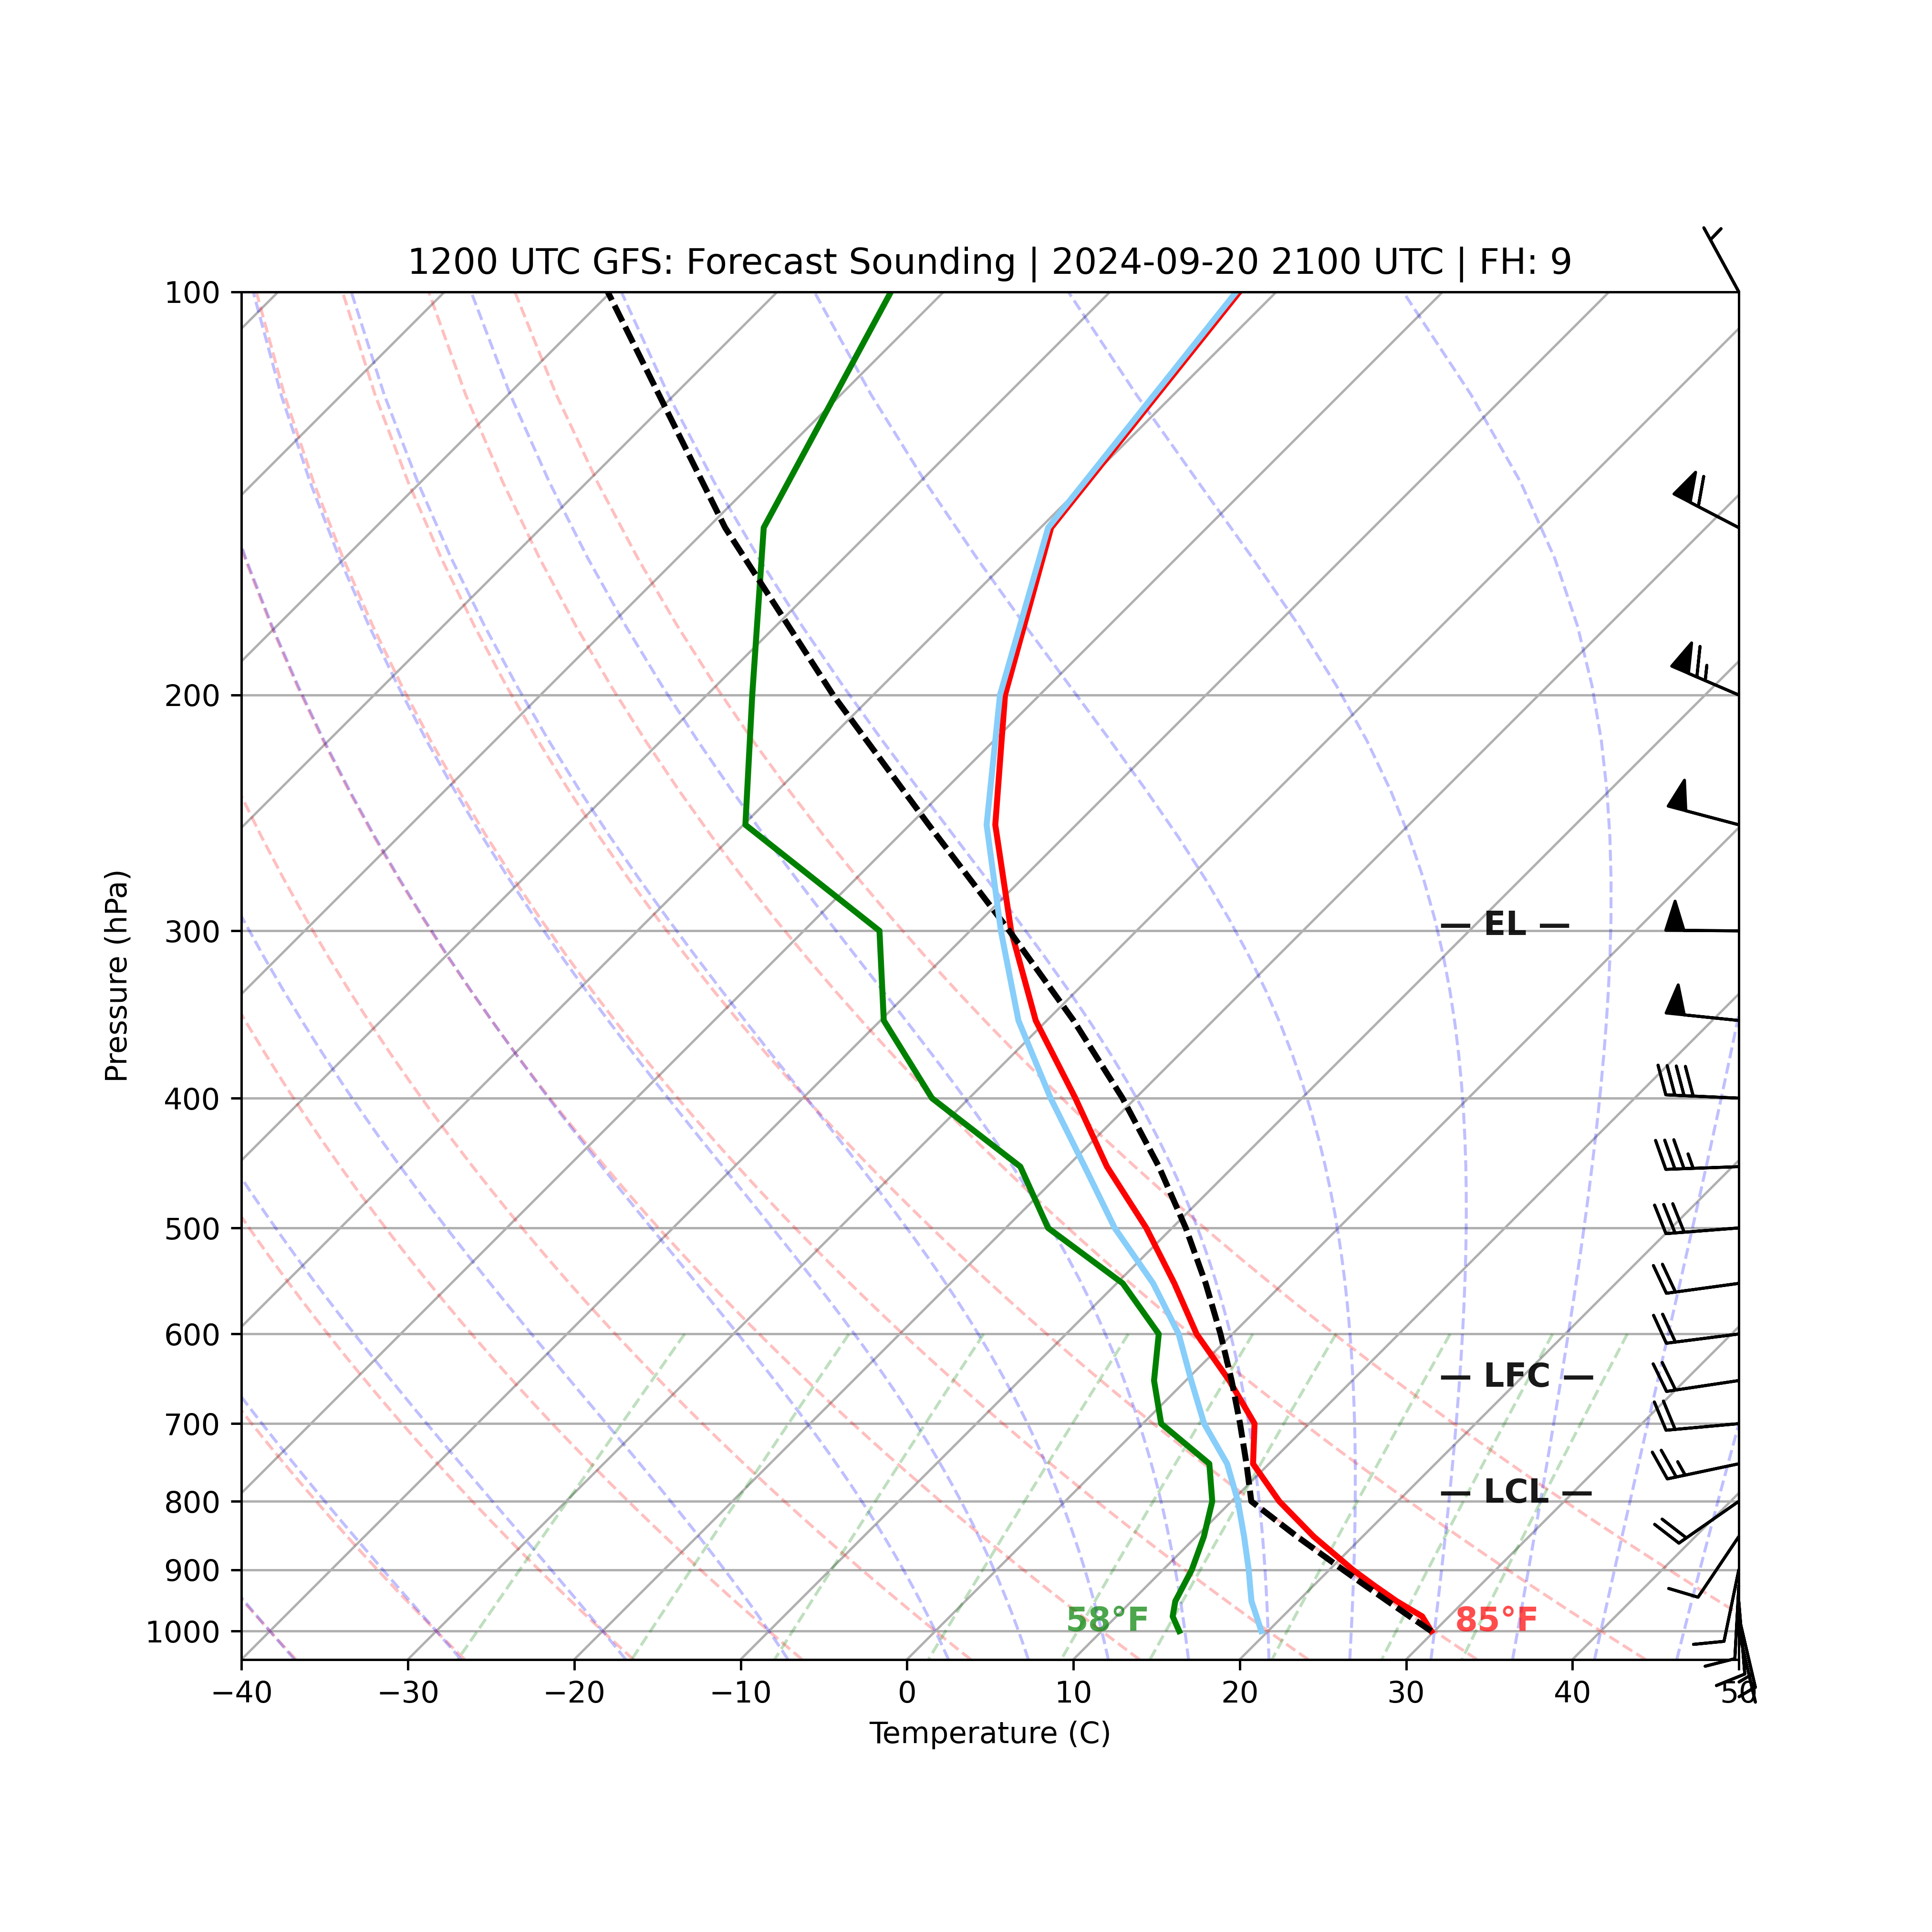 1200 UTC GFS: Forecast Sounding | 2024-09-20 2100 UTC | FH: 9
100
200
300
400
500
600
700
800
900
1000
Pressure (hPa)
— EL —
— LFC —
— LCL —
58°F
85°F
−40 −30 −20 −10 0 10 20 30 40 50
Temperature (C)